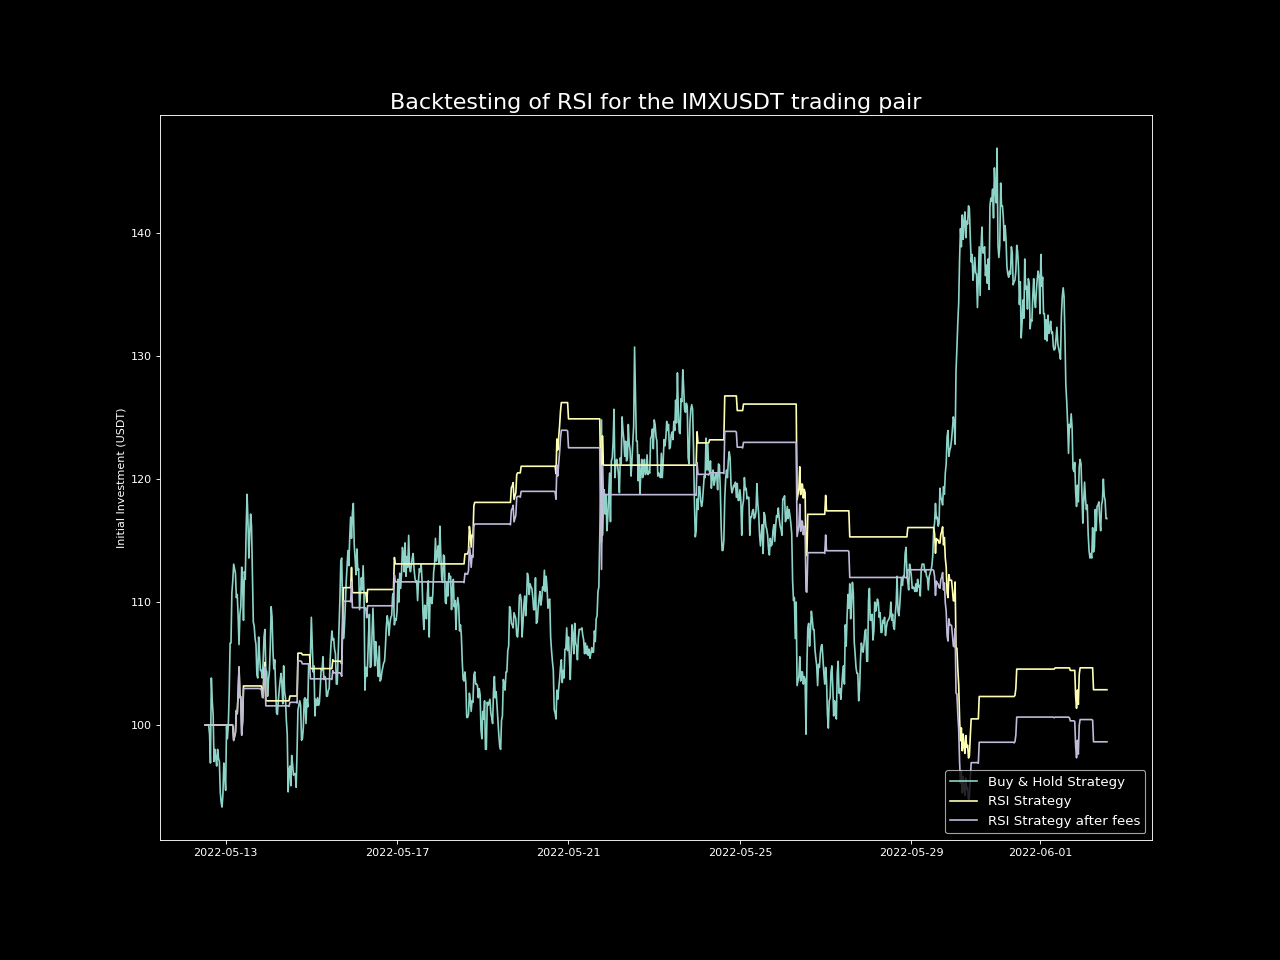 Backtesting of RSI for the IMXUSDT trading pair
Initial Investment (USDT)
140
130
120
110
100
2022-05-13
2022-05-17
2022-05-21
2022-05-25
2022-05-29
2022-06-01
Buy & Hold Strategy
RSI Strategy
RSI Strategy after fees